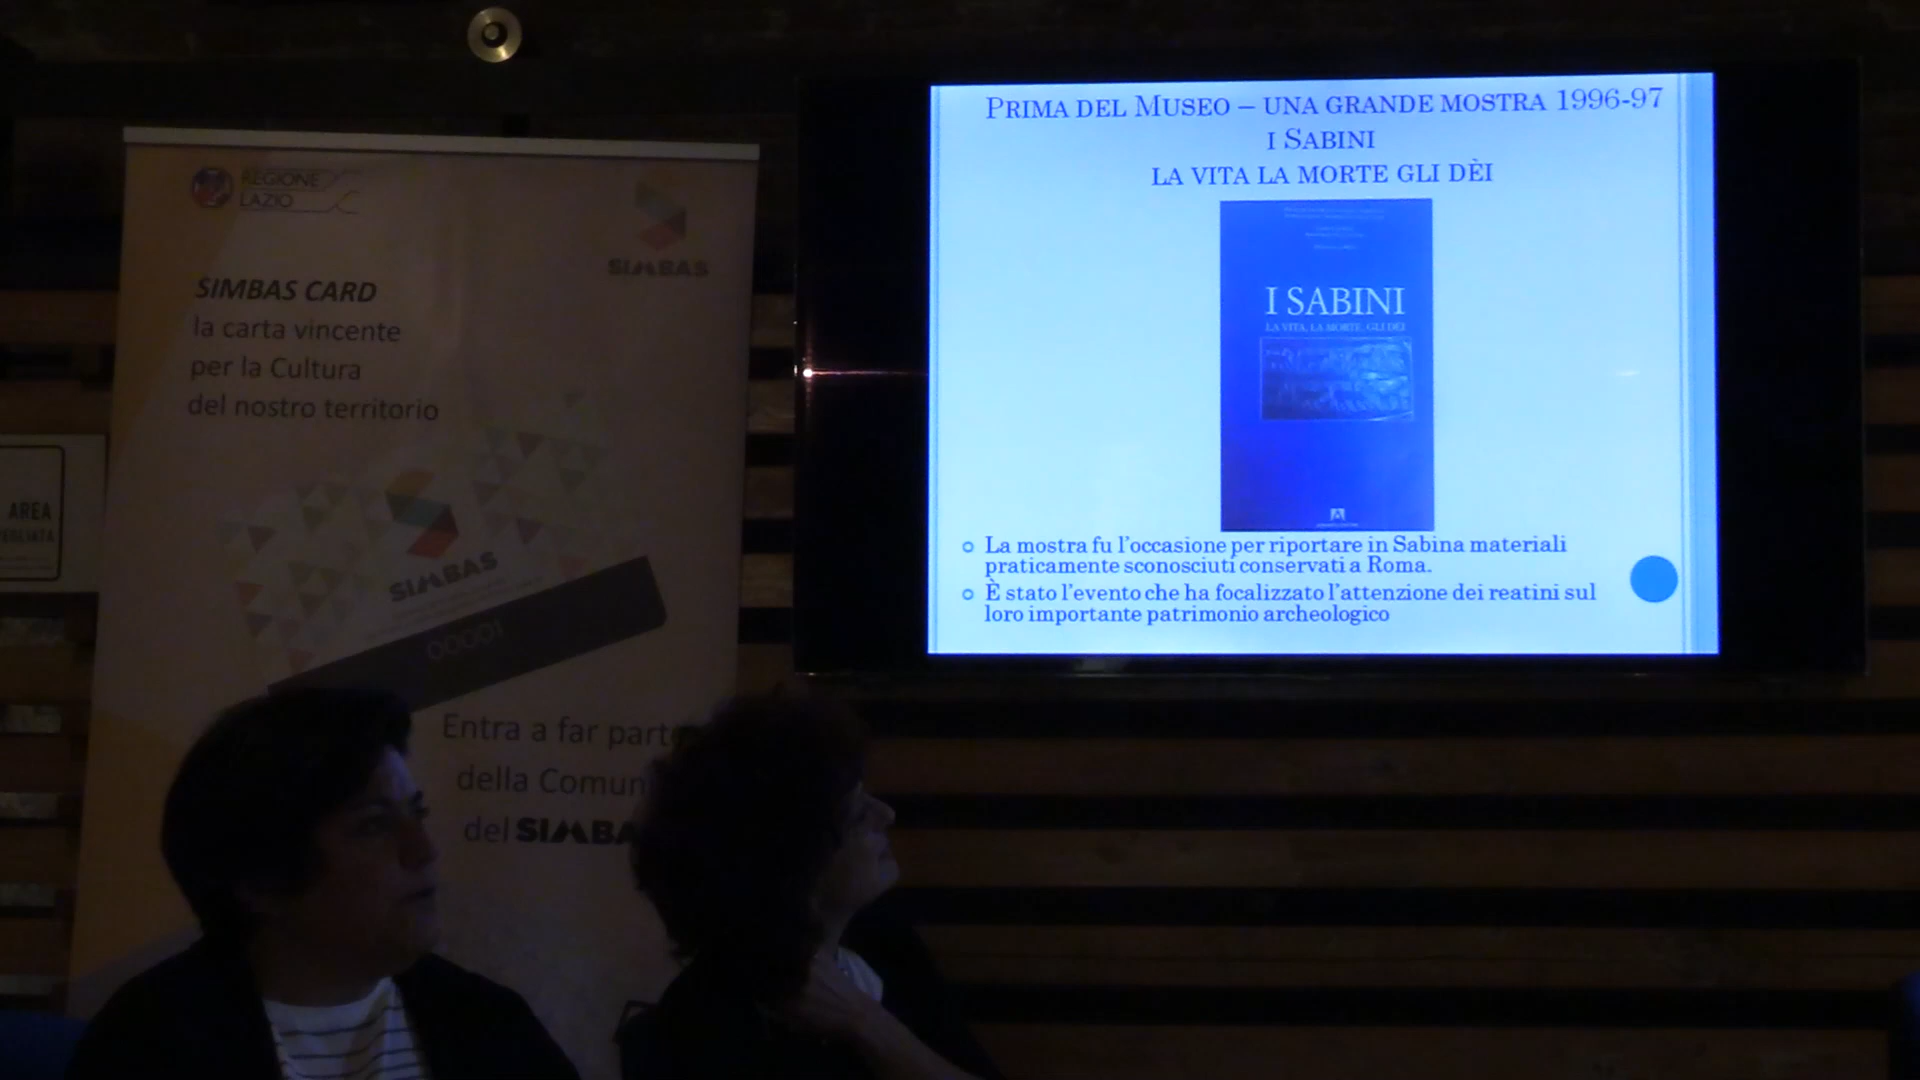 REGIONE
LAZIO
SIMBAS
SIMBAS CARD
la carta vincente
per la Cultura
del nostro territorio
SIMBAS
00001
Entra a far part
della Comun
del SIMBA
AREA
PRIMA DEL MUSEO – UNA GRANDE MOSTRA 1996-97
I SABINI
LA VITA LA MORTE GLI DÈI
I SABINI
LA VITA, LA MORTE, GLI DEI
La mostra fu l'occasione per riportare in Sabina materiali
praticamente sconosciuti conservati a Roma.
È stato l'evento che ha focalizzato l'attenzione dei reatini sul
loro importante patrimonio archeologico